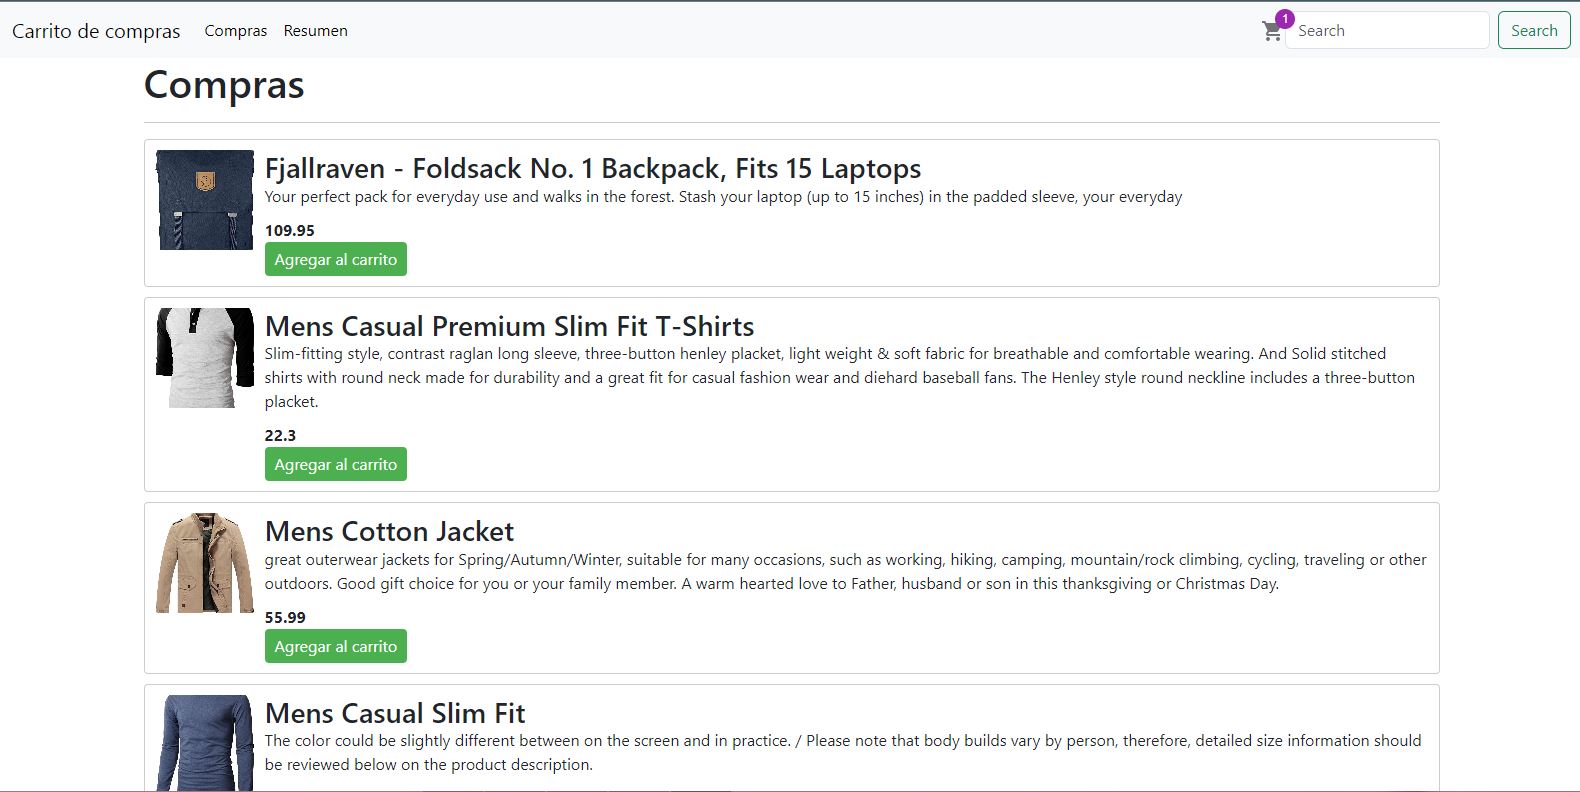 Carrito de compras Compras Resumen 1 Search Search
Compras
Fjallraven - Foldsack No. 1 Backpack, Fits 15 Laptops
Your perfect pack for everyday use and walks in the forest. Stash your laptop (up to 15 inches) in the padded sleeve, your everyday
109.95
Agregar al carrito
Mens Casual Premium Slim Fit T-Shirts
Slim-fitting style, contrast raglan long sleeve, three-button henley placket, light weight & soft fabric for breathable and comfortable wearing. And Solid stitched
shirts with round neck made for durability and a great fit for casual fashion wear and diehard baseball fans. The Henley style round neckline includes a three-button
placket.
22.3
Agregar al carrito
Mens Cotton Jacket
great outerwear jackets for Spring/Autumn/Winter, suitable for many occasions, such as working, hiking, camping, mountain/rock climbing, cycling, traveling or other
outdoors. Good gift choice for you or your family member. A warm hearted love to Father, husband or son in this thanksgiving or Christmas Day.
55.99
Agregar al carrito
Mens Casual Slim Fit
The color could be slightly different between on the screen and in practice. / Please note that body builds vary by person, therefore, detailed size information should
be reviewed below on the product description.